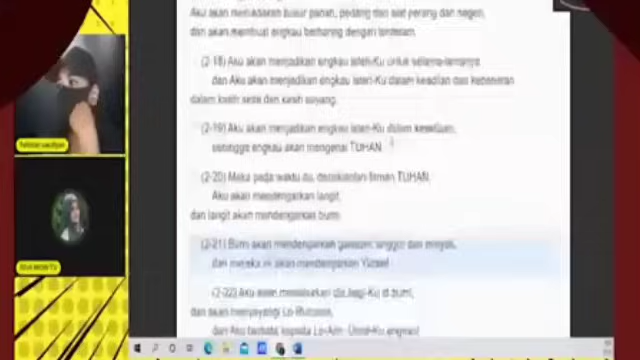 Aku akan meniadakan busur panah, pedang dan alat perang dari negeri,
dan akan membuat engkau berbaring dengan tenteram.
(2-18) Aku akan menjadikan engkau isteri-Ku untuk selama-lamanya
dan Aku akan menjadikan engkau isteri-Ku dalam keadilan dan kebenaran
dalam kasih setia dan kasih sayang.
(2-19) Aku akan menjadikan engkau isteri-Ku dalam kesetiaan,
sehingga engkau akan mengenal TUHAN.
(2-20) Maka pada waktu itu, demikianlah firman TUHAN
Aku akan mendengarkan langit,
dan langit akan mendengarkan bumi.
(2-21) Bumi akan mendengarkan gandum, anggur dan minyak,
dan mereka ini akan mendengarkan Yizreel.
(2-22) Aku akan menaburkan dia bagi-Ku di bumi,
dan akan menyayangi Lo-Ruhama,
dan Aku berkata kepada Lo-Ami: Umat-Ku engkau!